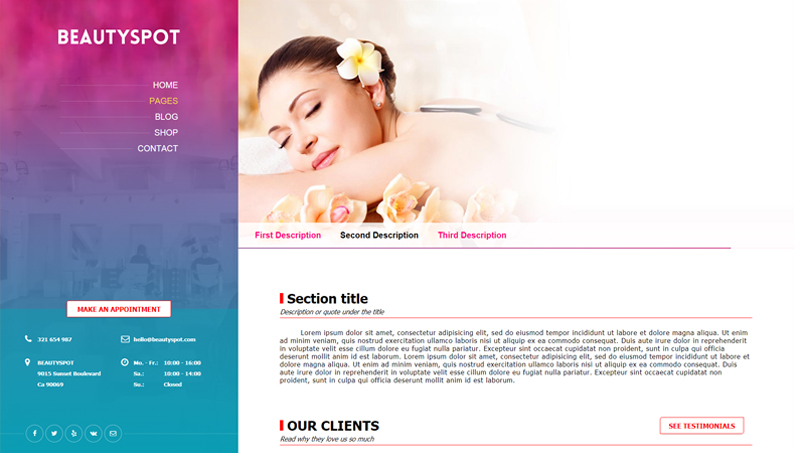 BEAUTYSPOT
HOME
PAGES
BLOG
SHOP
CONTACT
MAKE AN APPOINTMENT
321 654 987
hello@beautyspot.com
BEAUTYSPOT
9015 Sunset Boulevard
Ca 90069
Mo. - Fr.: 10:00 - 16:00
Sa.: 10:00 - 14:00
Su.: Closed
First Description Second Description Third Description
Section title
Description or quote under the title
Lorem ipsum dolor sit amet, consectetur adipisicing elit, sed do eiusmod tempor incididunt ut labore et dolore magna aliqua. Ut enim
ad minim veniam, quis nostrud exercitation ullamco laboris nisi ut aliquip ex ea commodo consequat. Duis aute irure dolor in reprehenderit
in voluptate velit esse cillum dolore eu fugiat nulla pariatur. Excepteur sint occaecat cupidatat non proident, sunt in culpa qui officia
deserunt mollit anim id est laborum. Lorem ipsum dolor sit amet, consectetur adipisicing elit, sed do eiusmod tempor incididunt ut labore et
dolore magna aliqua. Ut enim ad minim veniam, quis nostrud exercitation ullamco laboris nisi ut aliquip ex ea commodo consequat. Duis
aute irure dolor in reprehenderit in voluptate velit esse cillum dolore eu fugiat nulla pariatur. Excepteur sint occaecat cupidatat non
proident, sunt in culpa qui officia deserunt mollit anim id est laborum.
OUR CLIENTS
Read why they love us so much
SEE TESTIMONIALS